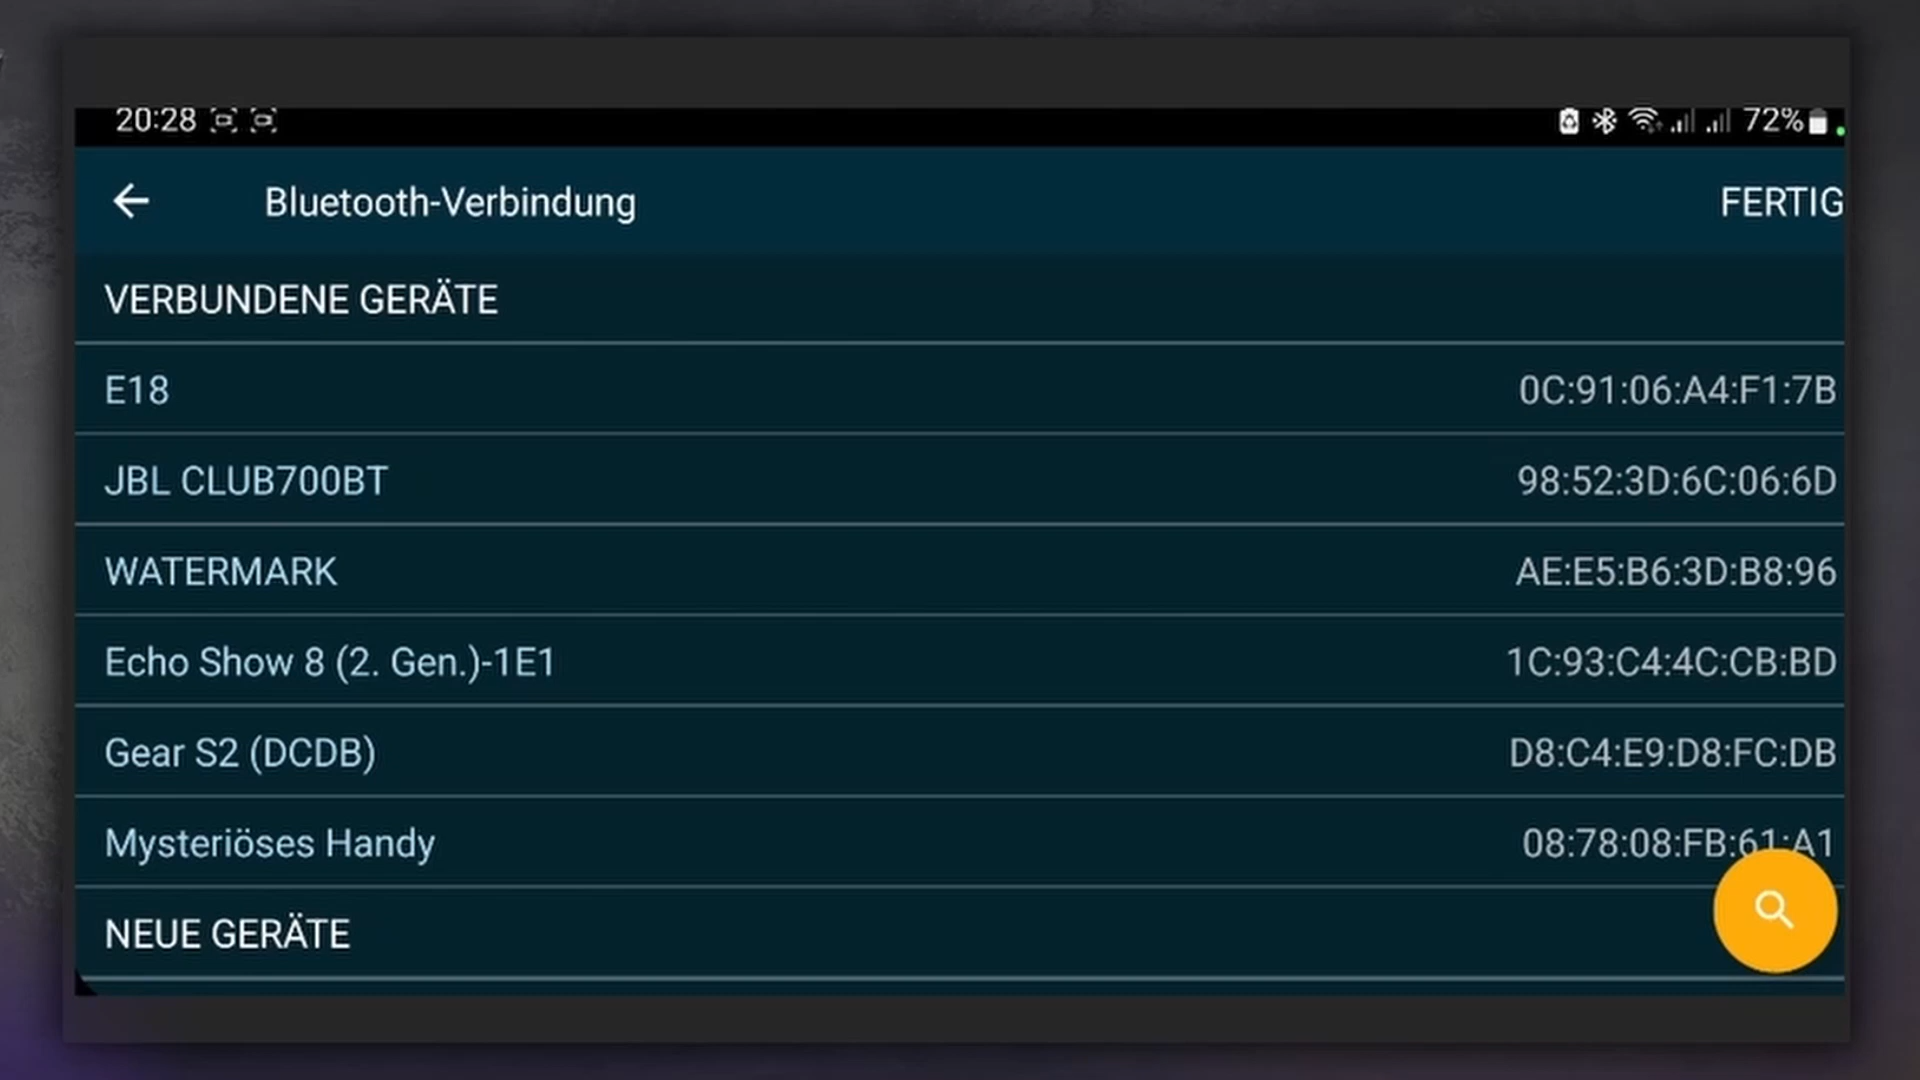 20:28 72%
Bluetooth-Verbindung FERTIG
VERBUNDENE GERÄTE
E18 0C:91:06:A4:F1:7B
JBL CLUB700BT 98:52:3D:6C:06:6D
WATERMARK AE:E5:B6:3D:B8:96
Echo Show 8 (2. Gen.)-1E1 1C:93:C4:4C:CB:BD
Gear S2 (DCDB) D8:C4:E9:D8:FC:DB
Mysteriöses Handy 08:78:08:FB:61:A1
NEUE GERÄTE